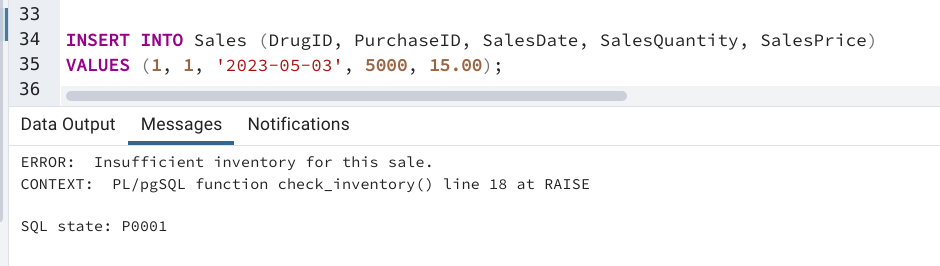 33
34 INSERT INTO Sales (DrugID, PurchaseID, SalesDate, SalesQuantity, SalesPrice)
35 VALUES (1, 1, '2023-05-03', 5000, 15.00);
36
Data Output Messages Notifications
ERROR:  Insufficient inventory for this sale.
CONTEXT:  PL/pgSQL function check_inventory() line 18 at RAISE
SQL state: P0001